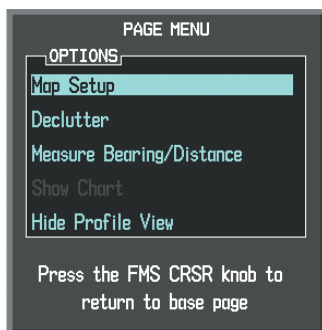 PAGE MENU
OPTIONS
Map Setup
Declutter
Measure Bearing/Distance
Show Chart
Hide Profile View
Press the FMS CRSR knob to
return to base page